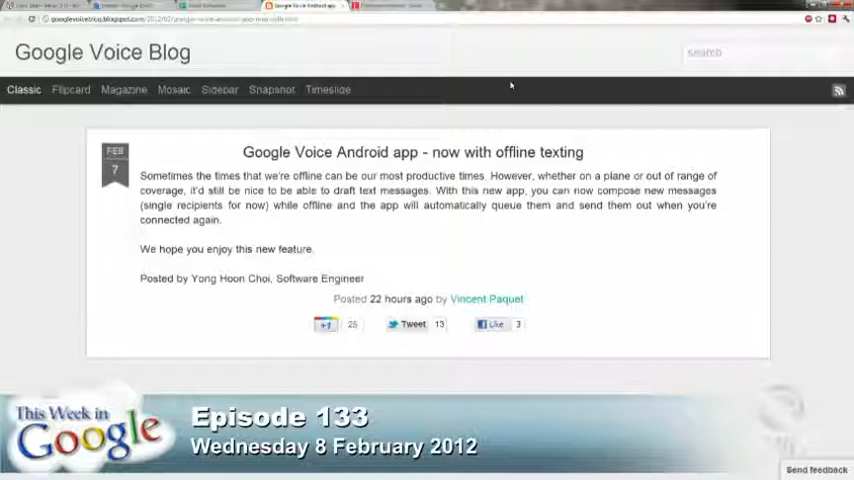 Google Voice Blog
search
Classic Flipcard Magazine Mosaic Sidebar Snapshot Timeslide
FEB
7
Google Voice Android app - now with offline texting
Sometimes the times that we're offline can be our most productive times. However, whether on a plane or out of range of
coverage, it'd still be nice to be able to draft text messages. With this new app, you can now compose new messages
(single recipients for now) while offline and the app will automatically queue them and send them out when you're
connected again.
We hope you enjoy this new feature.
Posted by Yong Hoon Choi, Software Engineer
Posted 22 hours ago by Vincent Paquet
+1 25 Tweet 13 Like 3
This Week in
Google
Episode 133
Wednesday 8 February 2012
Send feedback